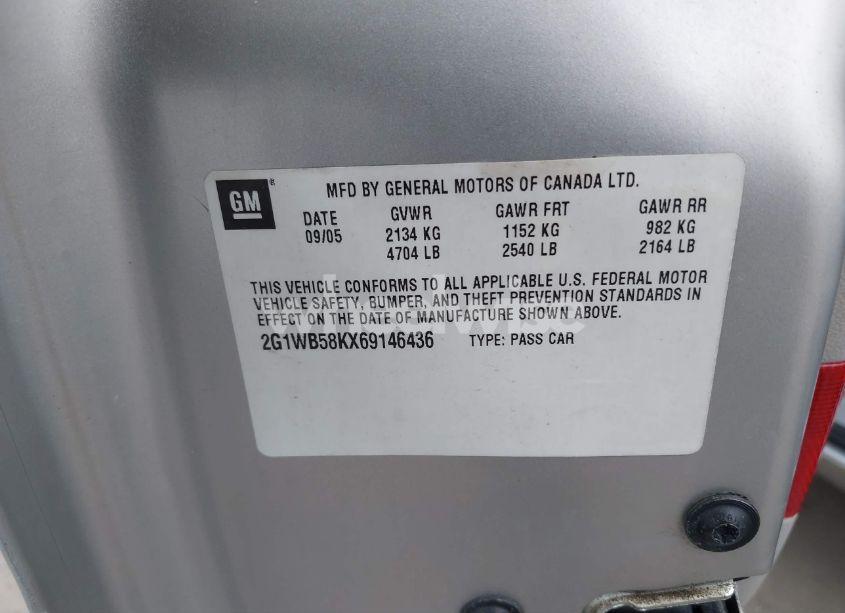 GM
MFD BY GENERAL MOTORS OF CANADA LTD.
DATE GVWR GAWR FRT GAWR RR
09/05 2134 KG 1152 KG 982 KG
4704 LB 2540 LB 2164 LB
THIS VEHICLE CONFORMS TO ALL APPLICABLE U.S. FEDERAL MOTOR
VEHICLE SAFETY, BUMPER, AND THEFT PREVENTION STANDARDS IN
EFFECT ON THE DATE OF MANUFACTURE SHOWN ABOVE.
2G1WB58KX69146436 TYPE: PASS CAR
wheelwise